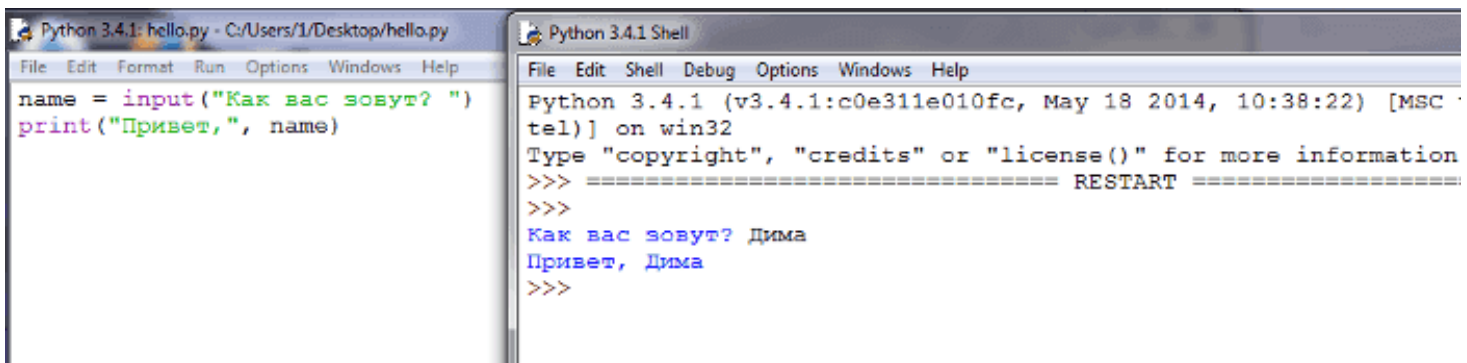 Python 3.4.1: hello.py - C:/Users/1/Desktop/hello.py
File Edit Format Run Options Windows Help
name = input("Как вас зовут? ")
print("Привет,", name)
Python 3.4.1 Shell
File Edit Shell Debug Options Windows Help
Python 3.4.1 (v3.4.1:c0e311e010fc, May 18 2014, 10:38:22) [MSC
tel)] on win32
Type "copyright", "credits" or "license()" for more information
>>> ================================ RESTART ==================
>>>
Как вас зовут? Дима
Привет, Дима
>>>